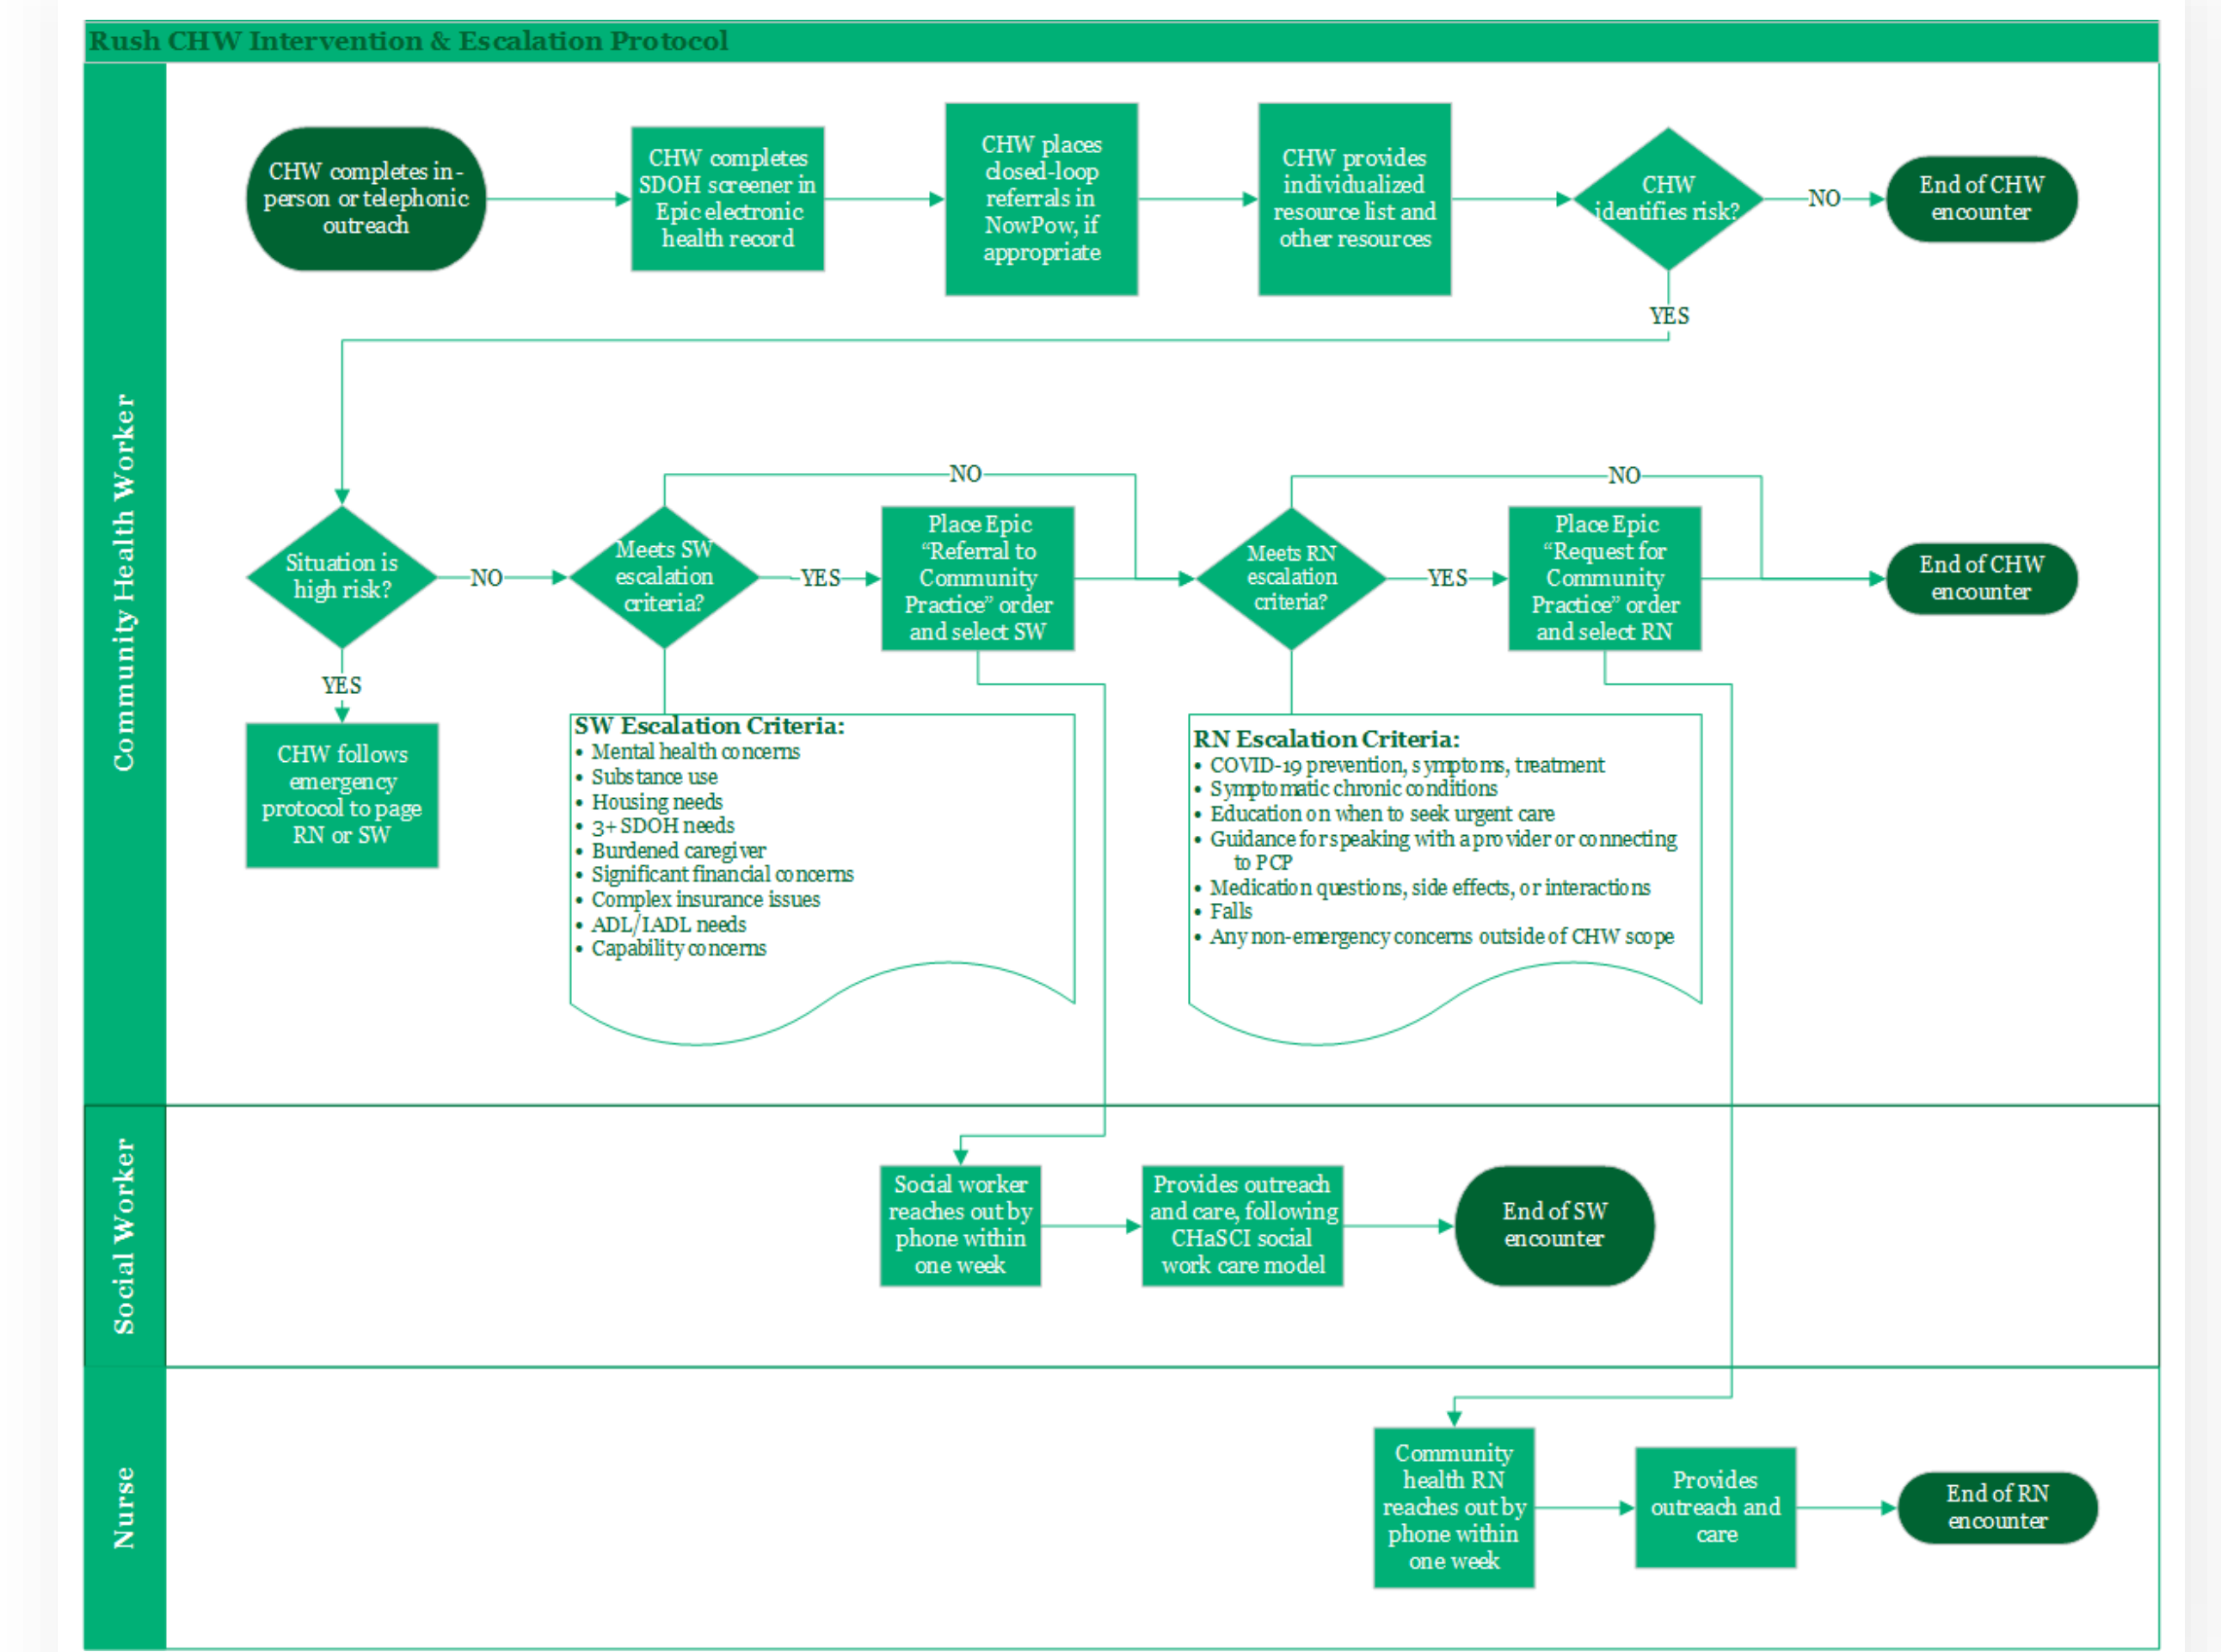 Rush CHW Intervention & Escalation Protocol
Community Health Worker
CHW completes in-
person or telephonic
outreach
CHW completes
SDOH screener in
Epic electronic
health record
CHW places
closed-loop
referrals in
NowPow, if
appropriate
CHW provides
individualized
resource list and
other resources
CHW
identifies risk?
NO
End of CHW
encounter
YES
Situation is
high risk?
NO
Meets SW
escalation
criteria?
NO
YES
Place Epic
“Referral to
Community
Practice” order
and select SW
Meets RN
escalation
criteria?
NO
YES
Place Epic
“Request for
Community
Practice” order
and select RN
End of CHW
encounter
YES
CHW follows
emergency
protocol to page
RN or SW
SW Escalation Criteria:
• Mental health concerns
• Substance use
• Housing needs
• 3+ SDOH needs
• Burdened caregiver
• Significant financial concerns
• Complex insurance issues
• ADL/IADL needs
• Capability concerns
RN Escalation Criteria:
• COVID-19 prevention, symptoms, treatment
• Symptomatic chronic conditions
• Education on when to seek urgent care
• Guidance for speaking with a provider or connecting
to PCP
• Medication questions, side effects, or interactions
• Falls
• Any non-emergency concerns outside of CHW scope
Social Worker
Social worker
reaches out by
phone within
one week
Provides outreach
and care, following
CHaSCI social
work care model
End of SW
encounter
Nurse
Community
health RN
reaches out by
phone within
one week
Provides
outreach and
care
End of RN
encounter